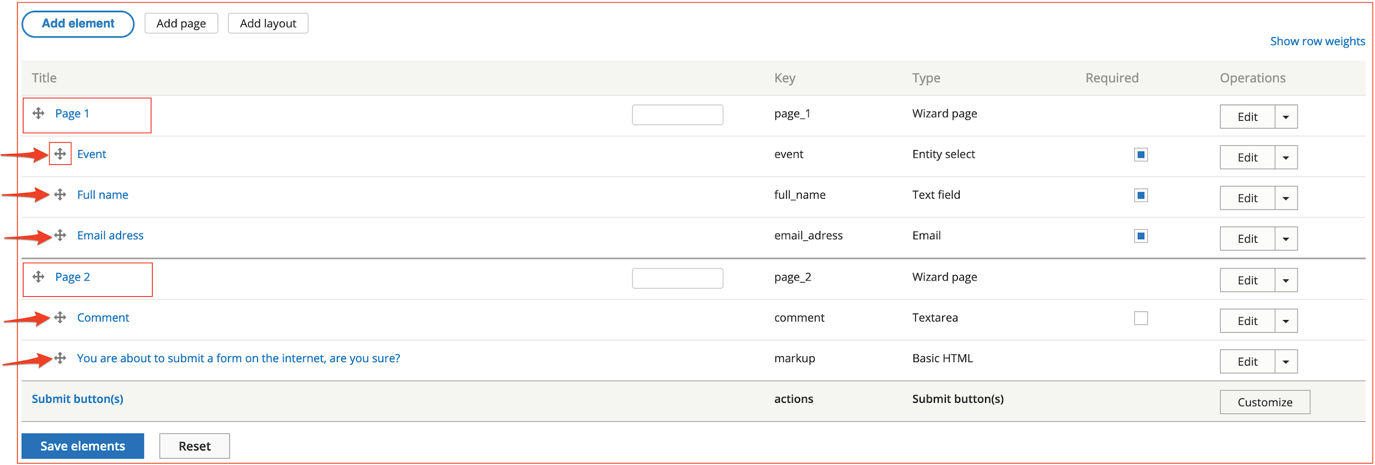 Add element Add page Add layout
Show row weights
Title Key Type Required Operations
Page 1 page_1 Wizard page Edit
Event event Entity select Edit
Full name full_name Text field Edit
Email adress email_adress Email Edit
Page 2 page_2 Wizard page Edit
Comment comment Textarea Edit
You are about to submit a form on the internet, are you sure? markup Basic HTML Edit
Submit button(s) actions Submit button(s) Customize
Save elements Reset